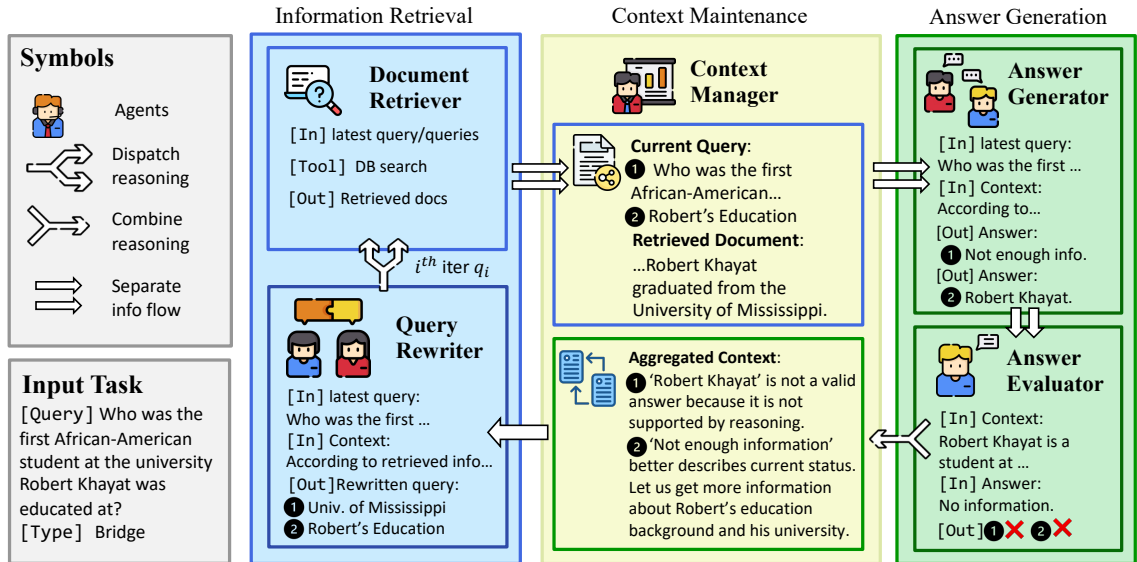 Information Retrieval
Context Maintenance
Answer Generation
Symbols
Agents
Dispatch
reasoning
Combine
reasoning
Separate
info flow
Input Task
[Query] Who was the
first African-American
student at the university
Robert Khayat was
educated at?
[Type] Bridge
Document
Retriever
[In] latest query/queries
[Tool] DB search
[Out] Retrieved docs
i^th iter q_i
Query
Rewriter
[In] latest query:
Who was the first ...
[In] Context:
According to retrieved info...
[Out]Rewritten query:
1 Univ. of Mississippi
2 Robert's Education
Context
Manager
Current Query:
1 Who was the first
African-American...
2 Robert's Education
Retrieved Document:
...Robert Khayat
graduated from the
University of Mississippi.
Aggregated Context:
1 'Robert Khayat' is not a valid
answer because it is not
supported by reasoning.
2 'Not enough information'
better describes current status.
Let us get more information
about Robert's education
background and his university.
Answer
Generator
[In] latest query:
Who was the first ...
[In] Context:
According to...
[Out] Answer:
1 Not enough info.
[Out] Answer:
2 Robert Khayat.
Answer
Evaluator
[In] Context:
Robert Khayat is a
student at ...
[In] Answer:
No information.
[Out] 1 ❌ 2 ❌